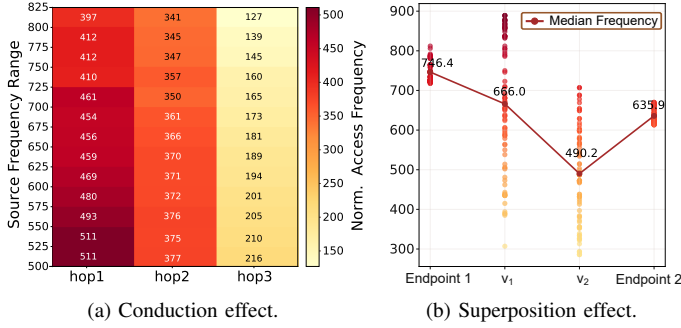 825
800
775
750
725
700
675
650
625
600
575
550
525
500
Source Frequency Range
397 341 127
412 345 139
412 347 145
410 357 160
461 350 165
454 361 173
456 366 181
459 370 189
469 371 194
480 372 201
493 376 205
511 375 210
511 377 216
hop1 hop2 hop3
500
450
400
350
300
250
200
150
Norm. Access Frequency
(a) Conduction effect.
900
800
700
600
500
400
300
Median Frequency
746.4
666.0
490.2
635.9
Endpoint 1 v₁ v₂ Endpoint 2
(b) Superposition effect.